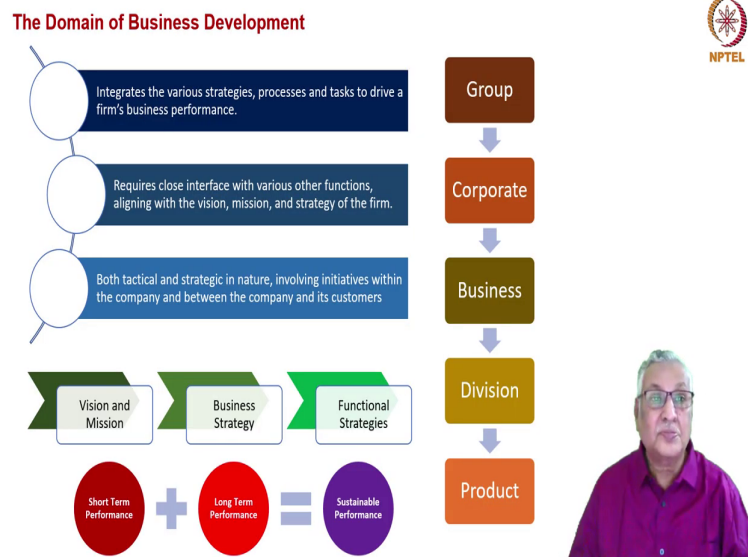 The Domain of Business Development
NPTEL
Integrates the various strategies, processes and tasks to drive a
firm's business performance.
Requires close interface with various other functions,
aligning with the vision, mission, and strategy of the firm.
Both tactical and strategic in nature, involving initiatives within
the company and between the company and its customers
Vision and
Mission
Business
Strategy
Functional
Strategies
Short Term
Performance
Long Term
Performance
Sustainable
Performance
Group
Corporate
Business
Division
Product